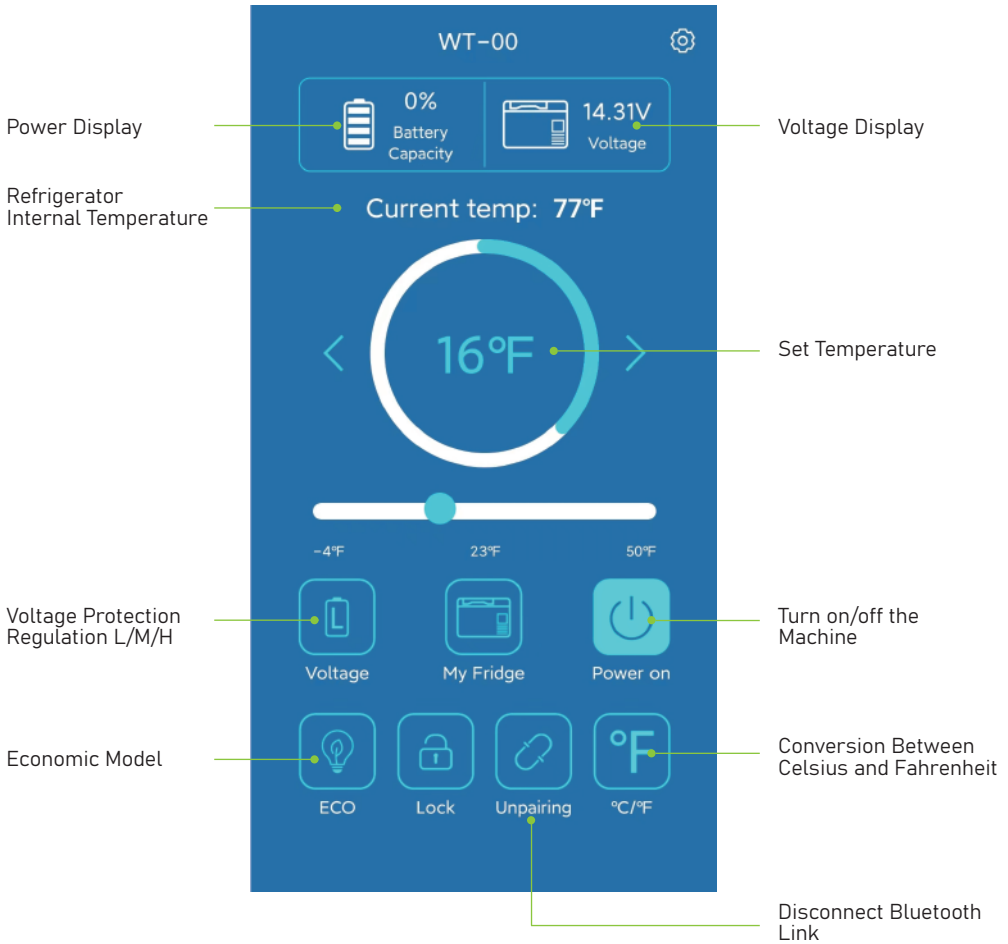 WT-00
0%
Battery
Capacity
14.31V
Voltage
Power Display
Voltage Display
Refrigerator
Internal Temperature
Current temp: 77°F
16°F
Set Temperature
-4°F 23°F 50°F
Voltage Protection
Regulation L/M/H
L
Turn on/off the
Machine
Voltage My Fridge Power on
Economic Model
°F
Conversion Between
Celsius and Fahrenheit
ECO Lock Unpairing °C/°F
Disconnect Bluetooth
Link